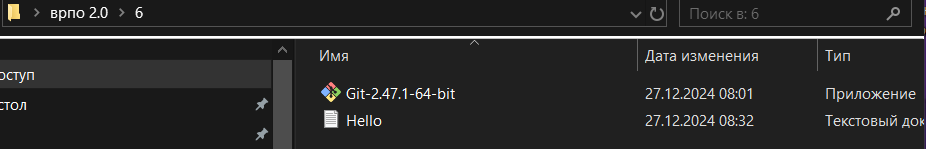 врпо 2.0 > 6
Поиск в: 6
Имя
Дата изменения
Тип
оступ
Git-2.47.1-64-bit
27.12.2024 08:01
Приложение
стол
Hello
27.12.2024 08:32
Текстовый док